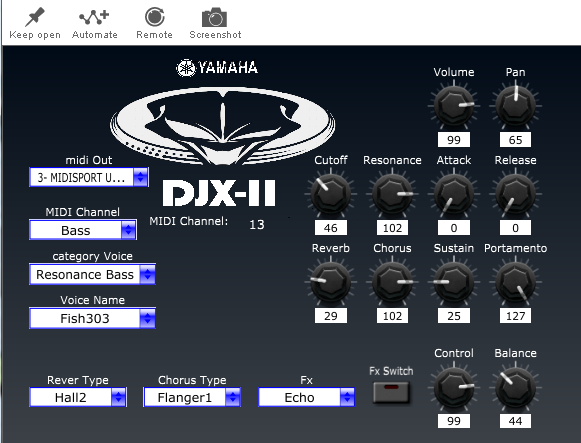 Keep open Automate Remote Screenshot
YAMAHA
DJX-II
Volume Pan
99 65
midi Out
3- MIDISPORT U...
Cutoff Resonance Attack Release
46 102 0 0
MIDI Channel
Bass
MIDI Channel: 13
category Voice
Resonance Bass
Voice Name
Fish303
Reverb Chorus Sustain Portamento
29 102 25 127
Rever Type Chorus Type Fx Fx Switch
Hall2 Flanger1 Echo
Control Balance
99 44